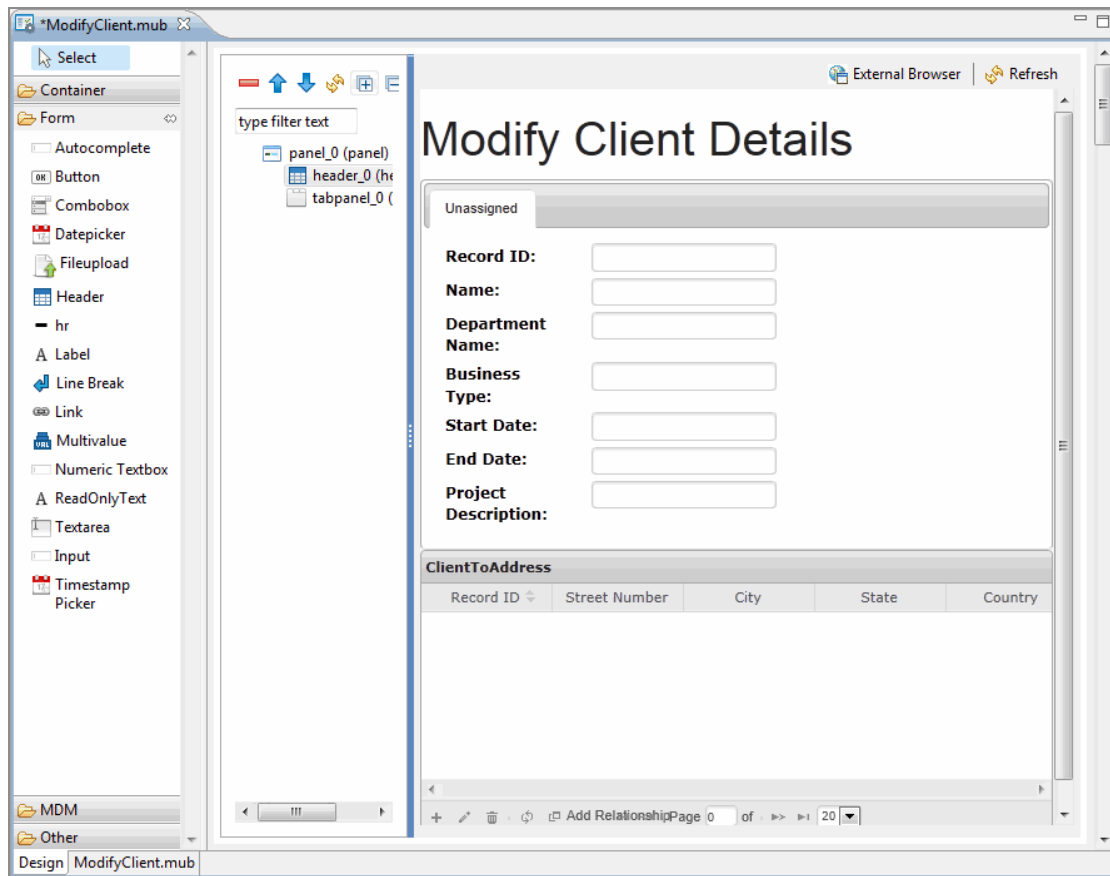 *ModifyClient.mub
Select
Container
Form
Autocomplete
OK Button
Combobox
Datepicker
Fileupload
Header
hr
A Label
Line Break
Link
URL Multivalue
Numeric Textbox
A ReadOnlyText
Textarea
Input
Timestamp
Picker
MDM
Other
Design
ModifyClient.mub
type filter text
panel_0 (panel)
header_0 (he
tabpanel_0 (
External Browser
Refresh
Modify Client Details
Unassigned
Record ID:
Name:
Department
Name:
Business
Type:
Start Date:
End Date:
Project
Description:
ClientToAddress
Record ID Street Number City State Country
Add Relationship Page 0 of 20